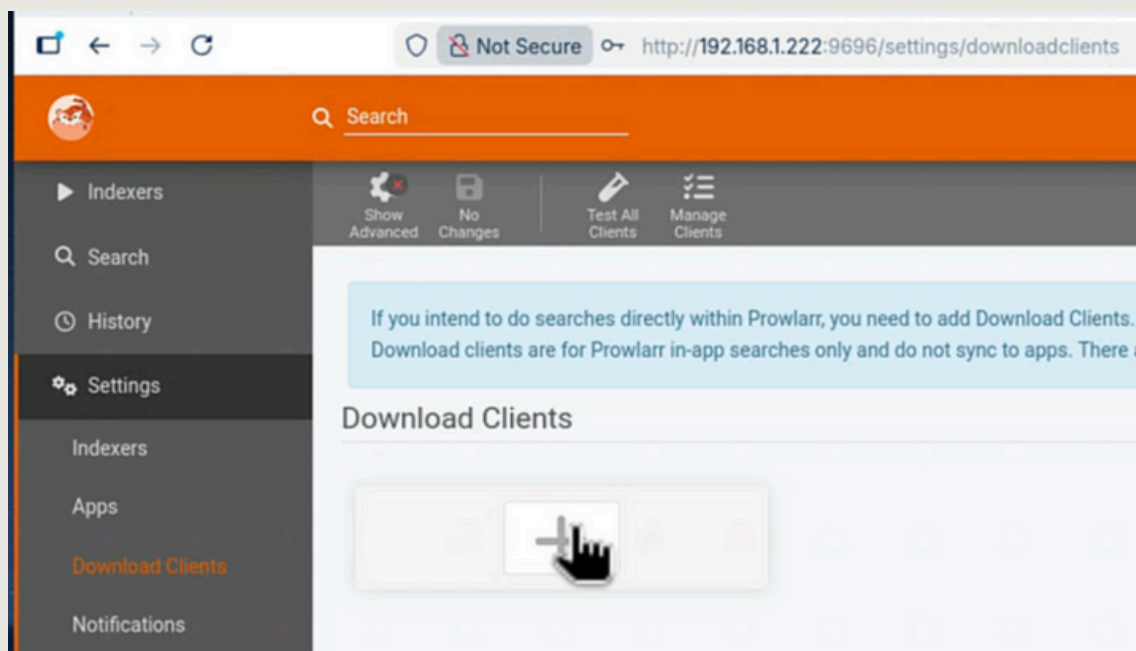 Not Secure http://192.168.1.222:9696/settings/downloadclients
Search
Indexers
Search
History
Settings
Indexers
Apps
Download Clients
Notifications
Show Advanced
No Changes
Test All Clients
Manage Clients
If you intend to do searches directly within Prowlarr, you need to add Download Clients.
Download clients are for Prowlarr in-app searches only and do not sync to apps. There
Download Clients